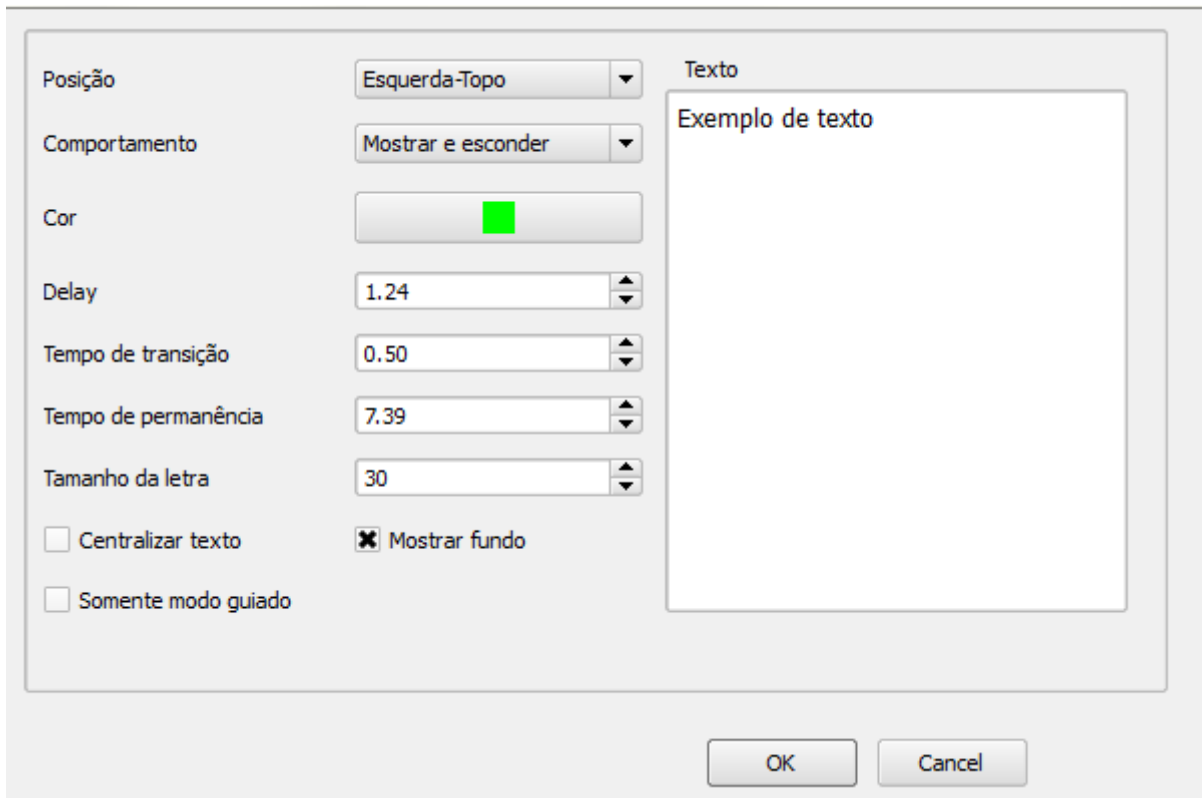 Posição
Esquerda-Topo
Comportamento
Mostrar e esconder
Cor
Delay
1.24
Tempo de transição
0.50
Tempo de permanência
7.39
Tamanho da letra
30
Centralizar texto
Mostrar fundo
Somente modo guiado
Texto
Exemplo de texto
OK
Cancel